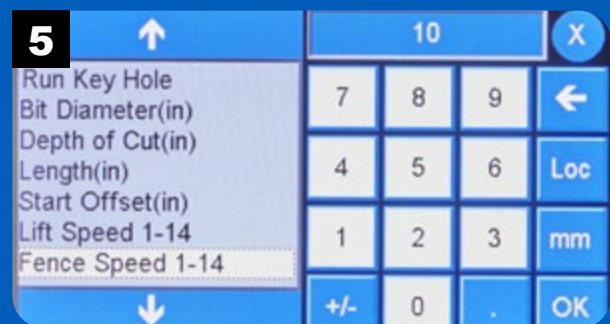 5
10
X
Run Key Hole
Bit Diameter(in)
Depth of Cut(in)
Length(in)
Start Offset(in)
Lift Speed 1-14
Fence Speed 1-14
7 8 9
4 5 6 Loc
1 2 3 mm
+/- 0 . OK